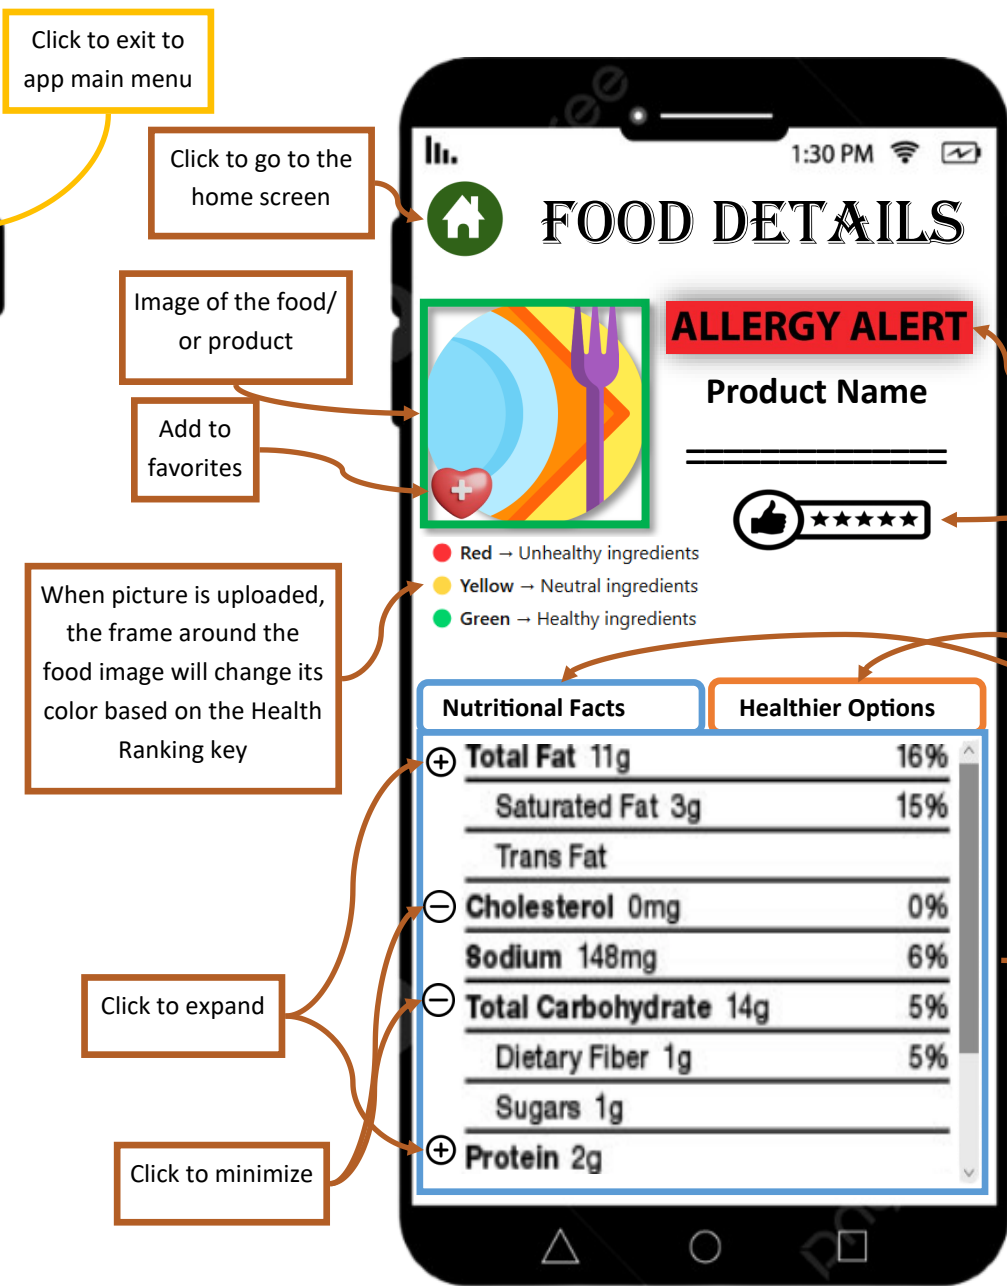 Click to exit to
app main menu
Click to go to the
home screen
Image of the food/
or product
Add to
favorites
When picture is uploaded,
the frame around the
food image will change its
color based on the Health
Ranking key
Click to expand
Click to minimize
1:30 PM
FOOD DETAILS
ALLERGY ALERT
Product Name
Red → Unhealthy ingredients
Yellow → Neutral ingredients
Green → Healthy ingredients
Nutritional Facts Healthier Options
Total Fat 11g 16%
Saturated Fat 3g 15%
Trans Fat
Cholesterol 0mg 0%
Sodium 148mg 6%
Total Carbohydrate 14g 5%
Dietary Fiber 1g 5%
Sugars 1g
Protein 2g